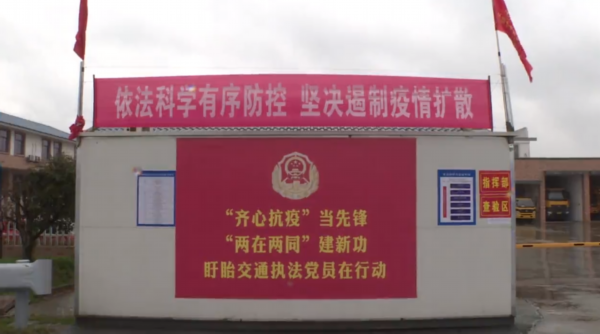 依法科学有序防控 坚决遏制疫情扩散
“齐心抗疫”当先锋
“两在两同”建新功
盱眙交通执法党员在行动
指挥部
查验区